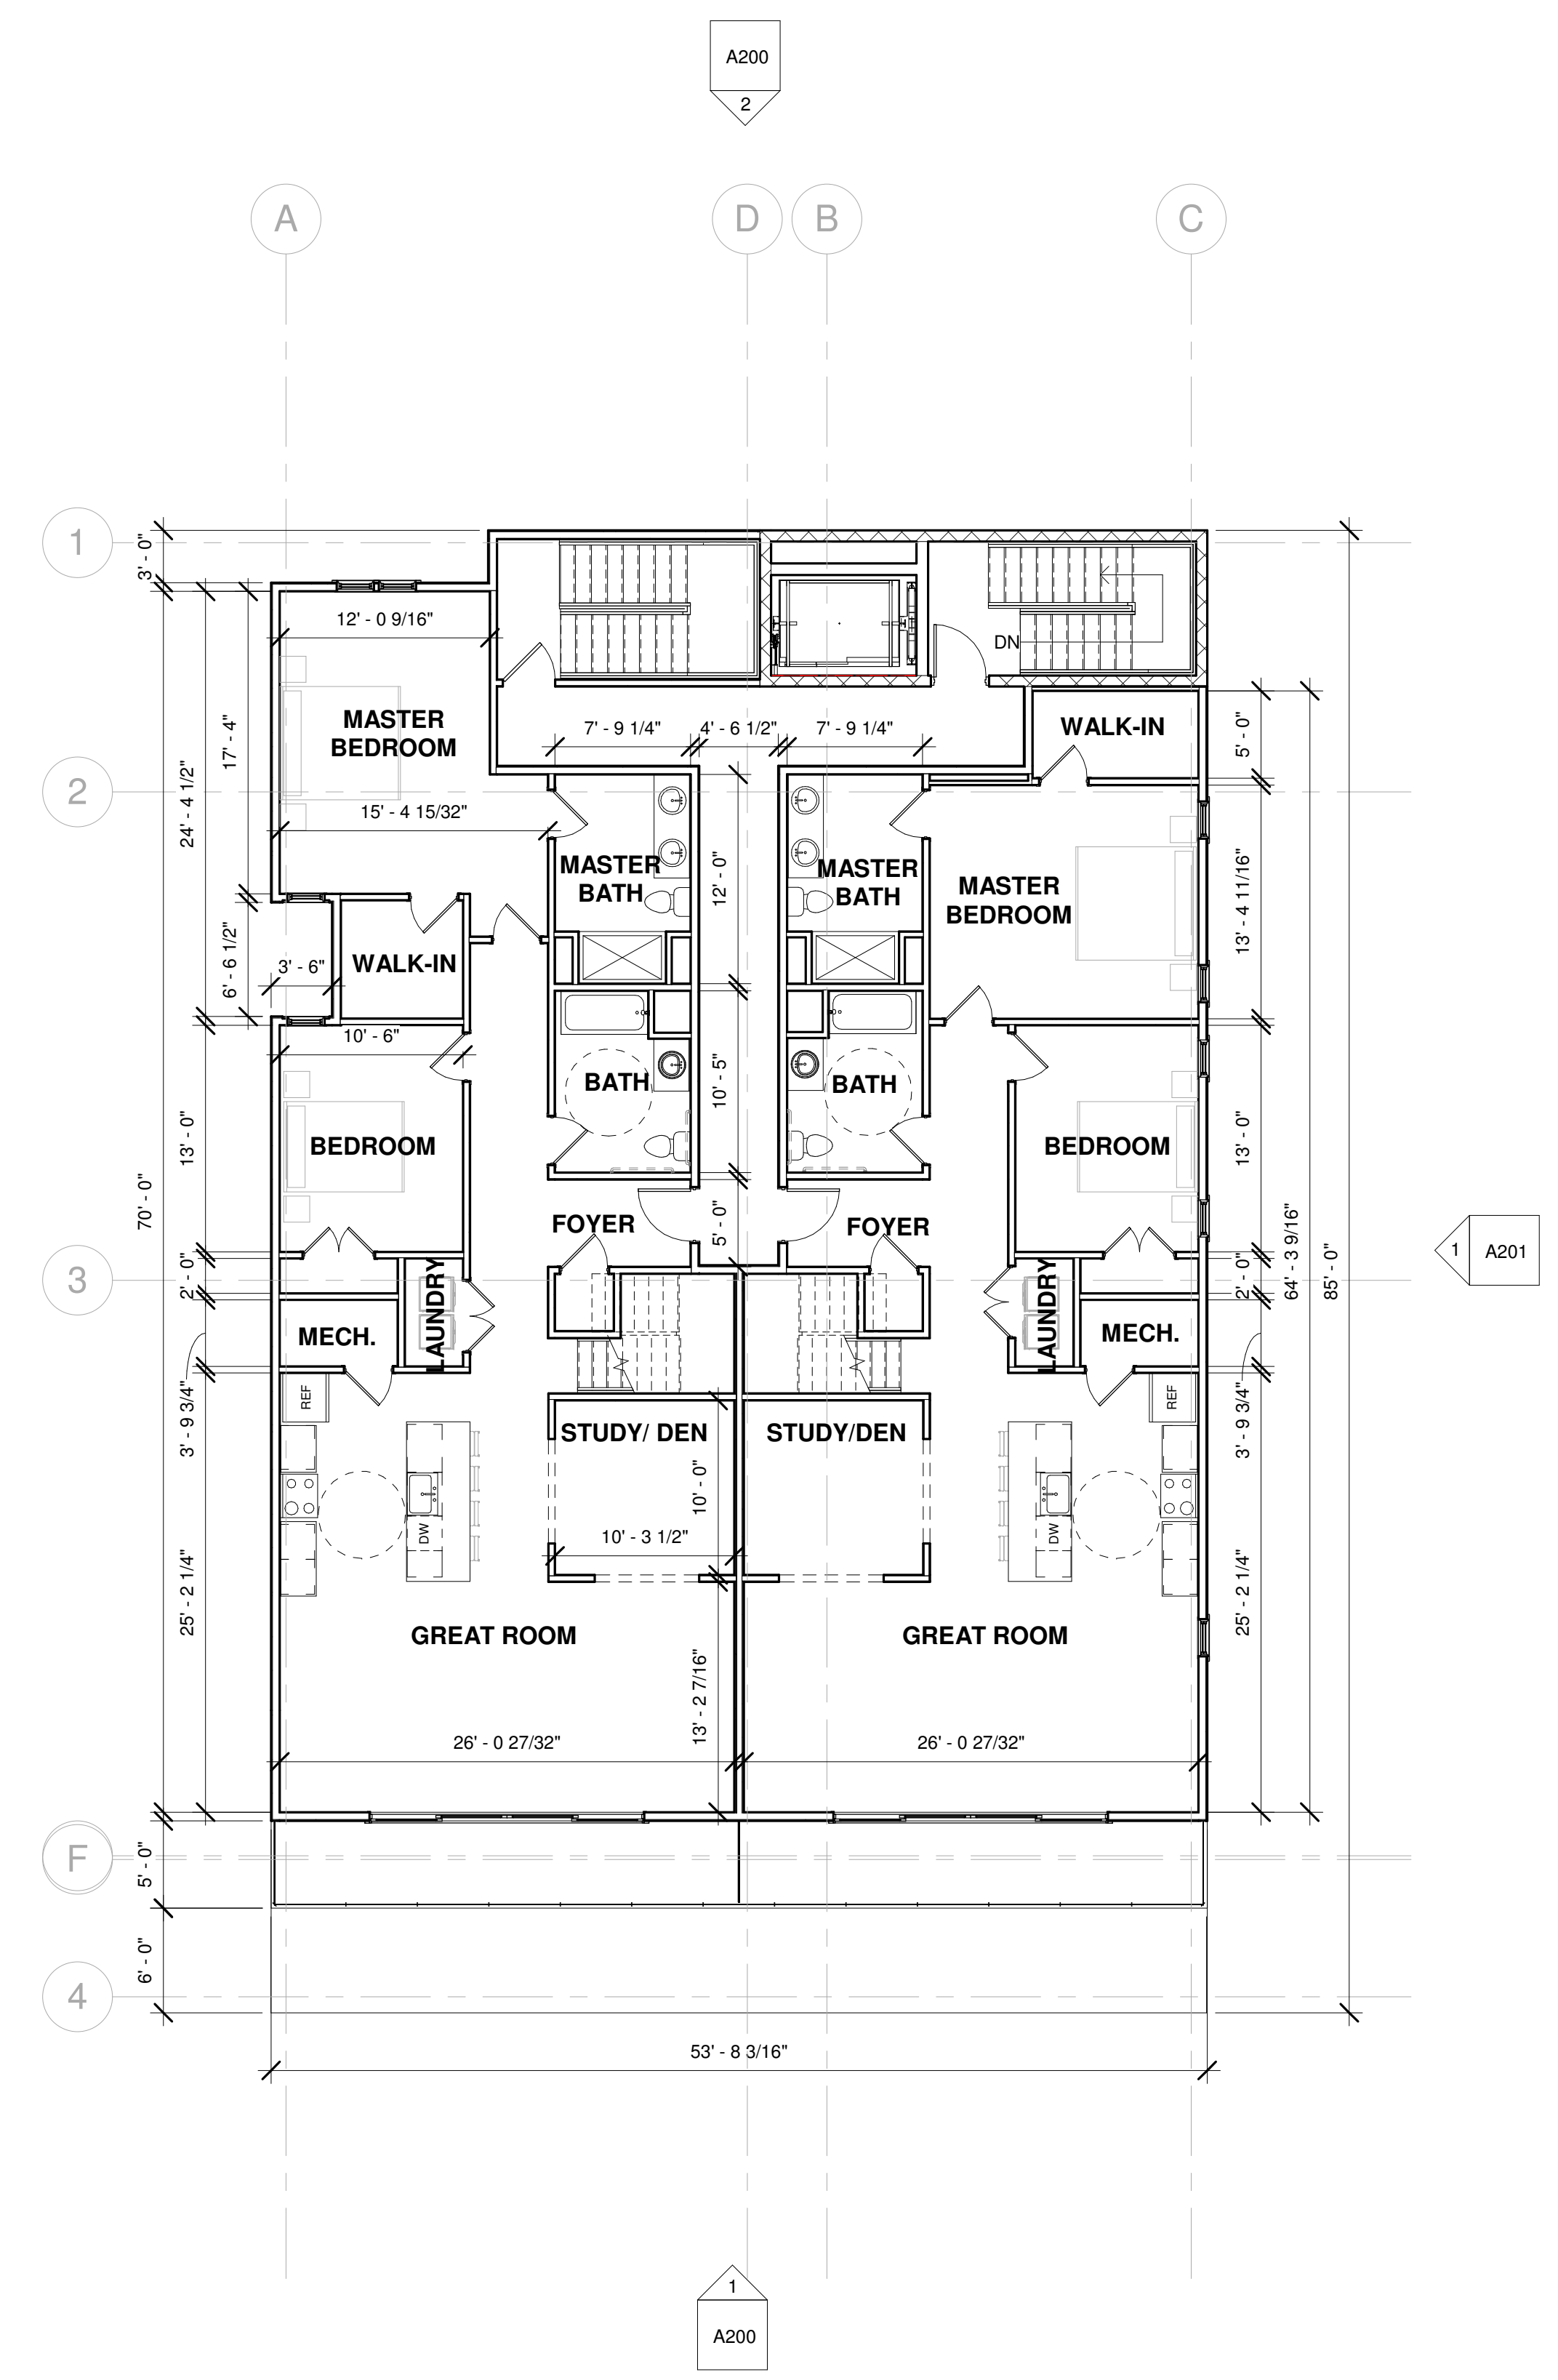 A200
2
A
D
B
C
1
3' - 0"
12' - 0 9/16"
DN
MASTER
BEDROOM
17' - 4"
7' - 9 1/4"
4' - 6 1/2"
7' - 9 1/4"
WALK-IN
5' - 0"
2
24' - 4 1/2"
15' - 4 15/32"
MASTER
BATH
12' - 0"
MASTER
BATH
MASTER
BEDROOM
13' - 4 11/16"
6' - 6 1/2"
3' - 6"
WALK-IN
10' - 6"
BATH
10' - 5"
BATH
BEDROOM
13' - 0"
BEDROOM
13' - 0"
70' - 0"
FOYER
5' - 0"
FOYER
64' - 3 9/16"
85' - 0"
1
A201
3
2' - 0"
LAUNDRY
LAUNDRY
2' - 0"
MECH.
MECH.
3' - 9 3/4"
REF
REF
3' - 9 3/4"
STUDY/ DEN
STUDY/DEN
10' - 0"
10' - 3 1/2"
DW
DW
25' - 2 1/4"
25' - 2 1/4"
GREAT ROOM
GREAT ROOM
13' - 2 7/16"
26' - 0 27/32"
26' - 0 27/32"
F
5' - 0"
6' - 0"
4
53' - 8 3/16"
1
A200